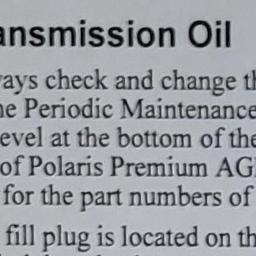 ansmission Oil
ays check and change th
e Periodic Maintenance
evel at the bottom of the
of Polaris Premium AG
for the part numbers of
fill plug is located on th